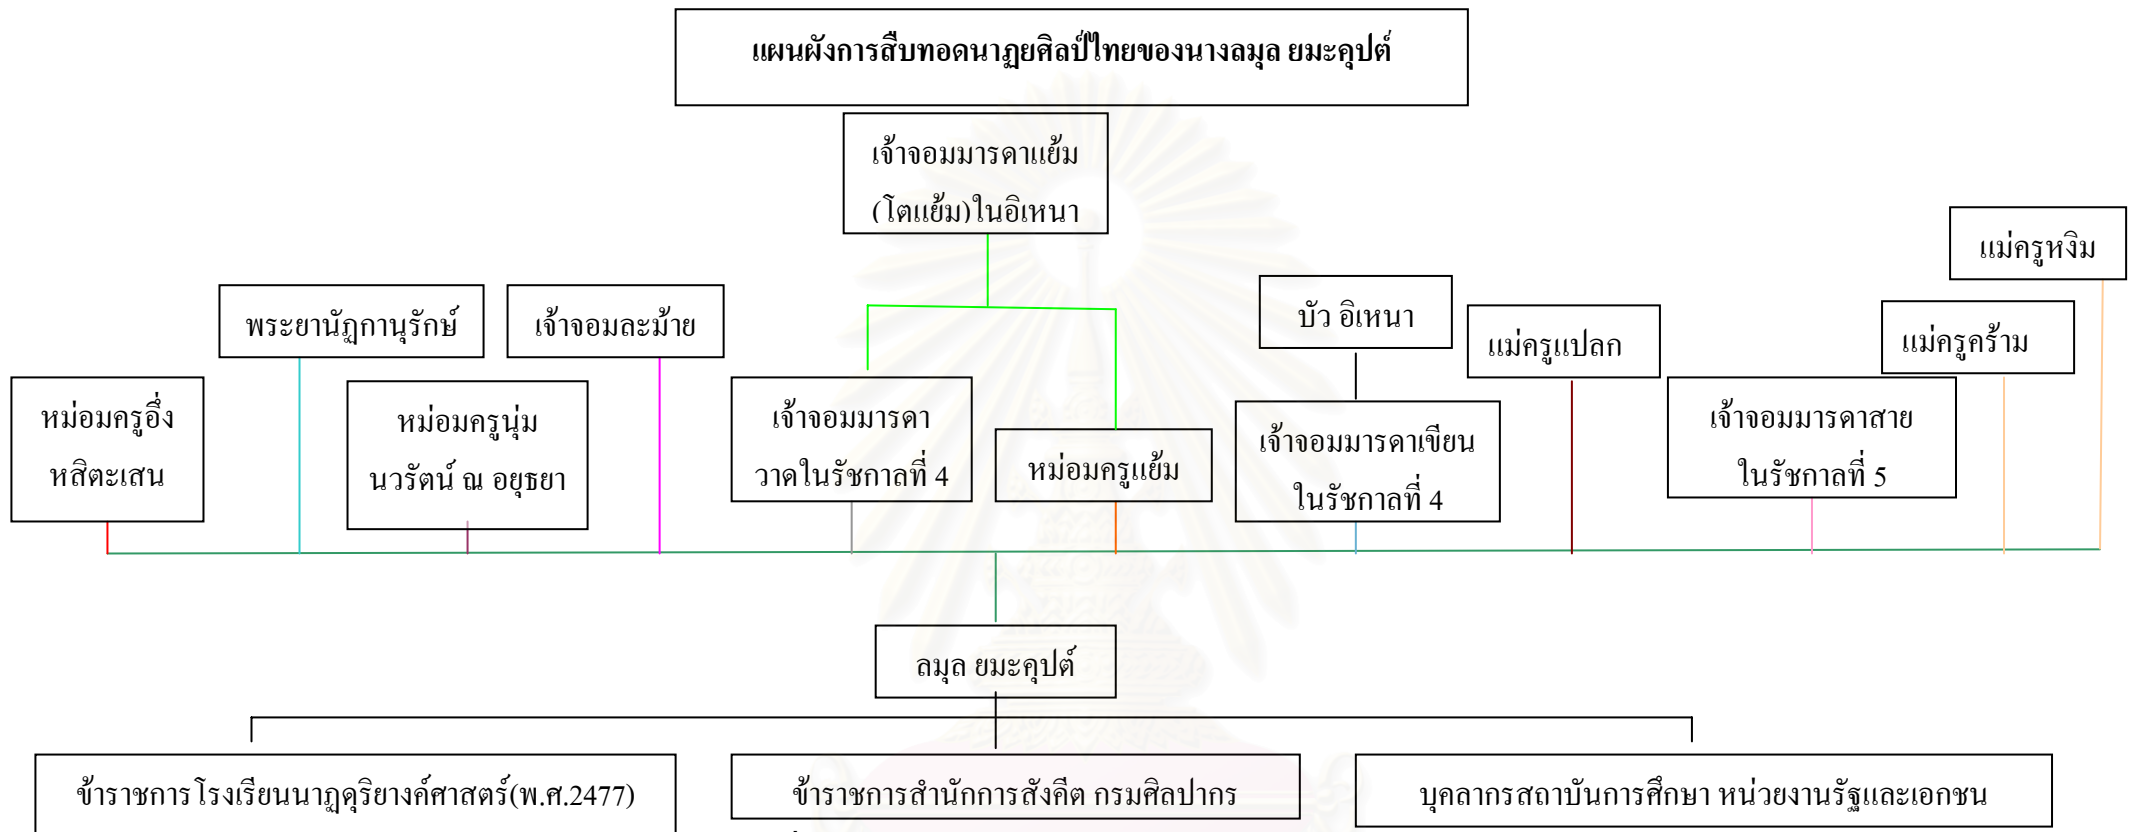 แผนผังการสืบทอดนาฏยศิลป์ไทยของนางลมุล ยมะคุปต์
เจ้าจอมมารดาแย้ม
(โตแย้ม)ในอิเหนา
แม่ครูหงิม
พระยานัฏกานุรักษ์
เจ้าจอมละม้าย
บัว อิเหนา
แม่ครูแปลก
แม่ครูคร้าม
หม่อมครูอึ่ง
หสิตะเสน
หม่อมครูนุ่ม
นวรัตน์ ณ อยุธยา
เจ้าจอมมารดา
วาดในรัชกาลที่ 4
หม่อมครูแย้ม
เจ้าจอมมารดาเขียน
ในรัชกาลที่ 4
เจ้าจอมมารดาสาย
ในรัชกาลที่ 5
ลมุล ยมะคุปต์
ข้าราชการโรงเรียนนาฏดุริยางค์ศาสตร์(พ.ศ.2477)
ข้าราชการสำนักการสังคีต กรมศิลปากร
บุคลากรสถาบันการศึกษา หน่วยงานรัฐและเอกชน